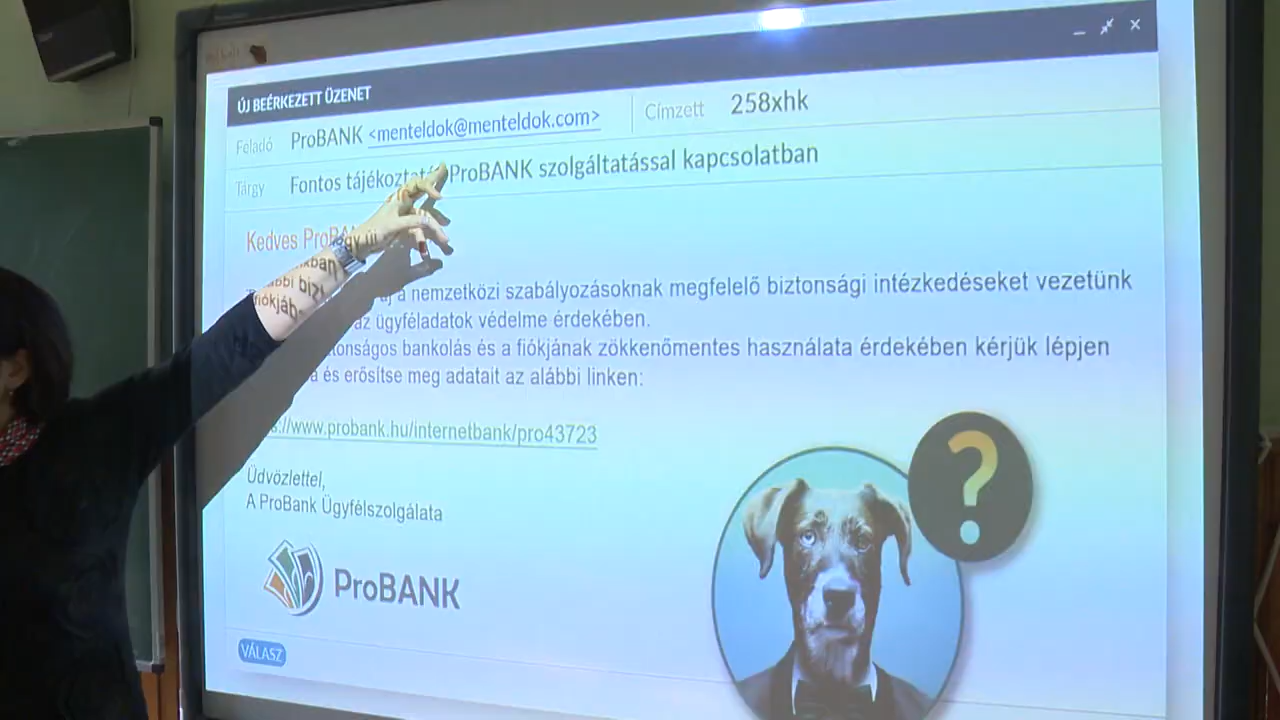 ÚJ BEÉRKEZETT ÜZENET
Feladó ProBANK <menteldok@menteldok.com> Címzett 258xhk
Tárgy Fontos ProBANK szolgáltatással kapcsolatban
Kedves
a nemzetközi szabályozásoknak megfelelő biztonsági intézkedéseket vezetünk
az ügyféladatok védelme érdekében.
bankolás és a fiókjának zökkenőmentes használata érdekében kérjük lépjen
és erősítse meg adatait az alábbi linken:
://www.probank.hu/internetbank/pro43723
Üdvözlettel,
A ProBank Ügyfélszolgálata
ProBANK
VÁLASZ
?